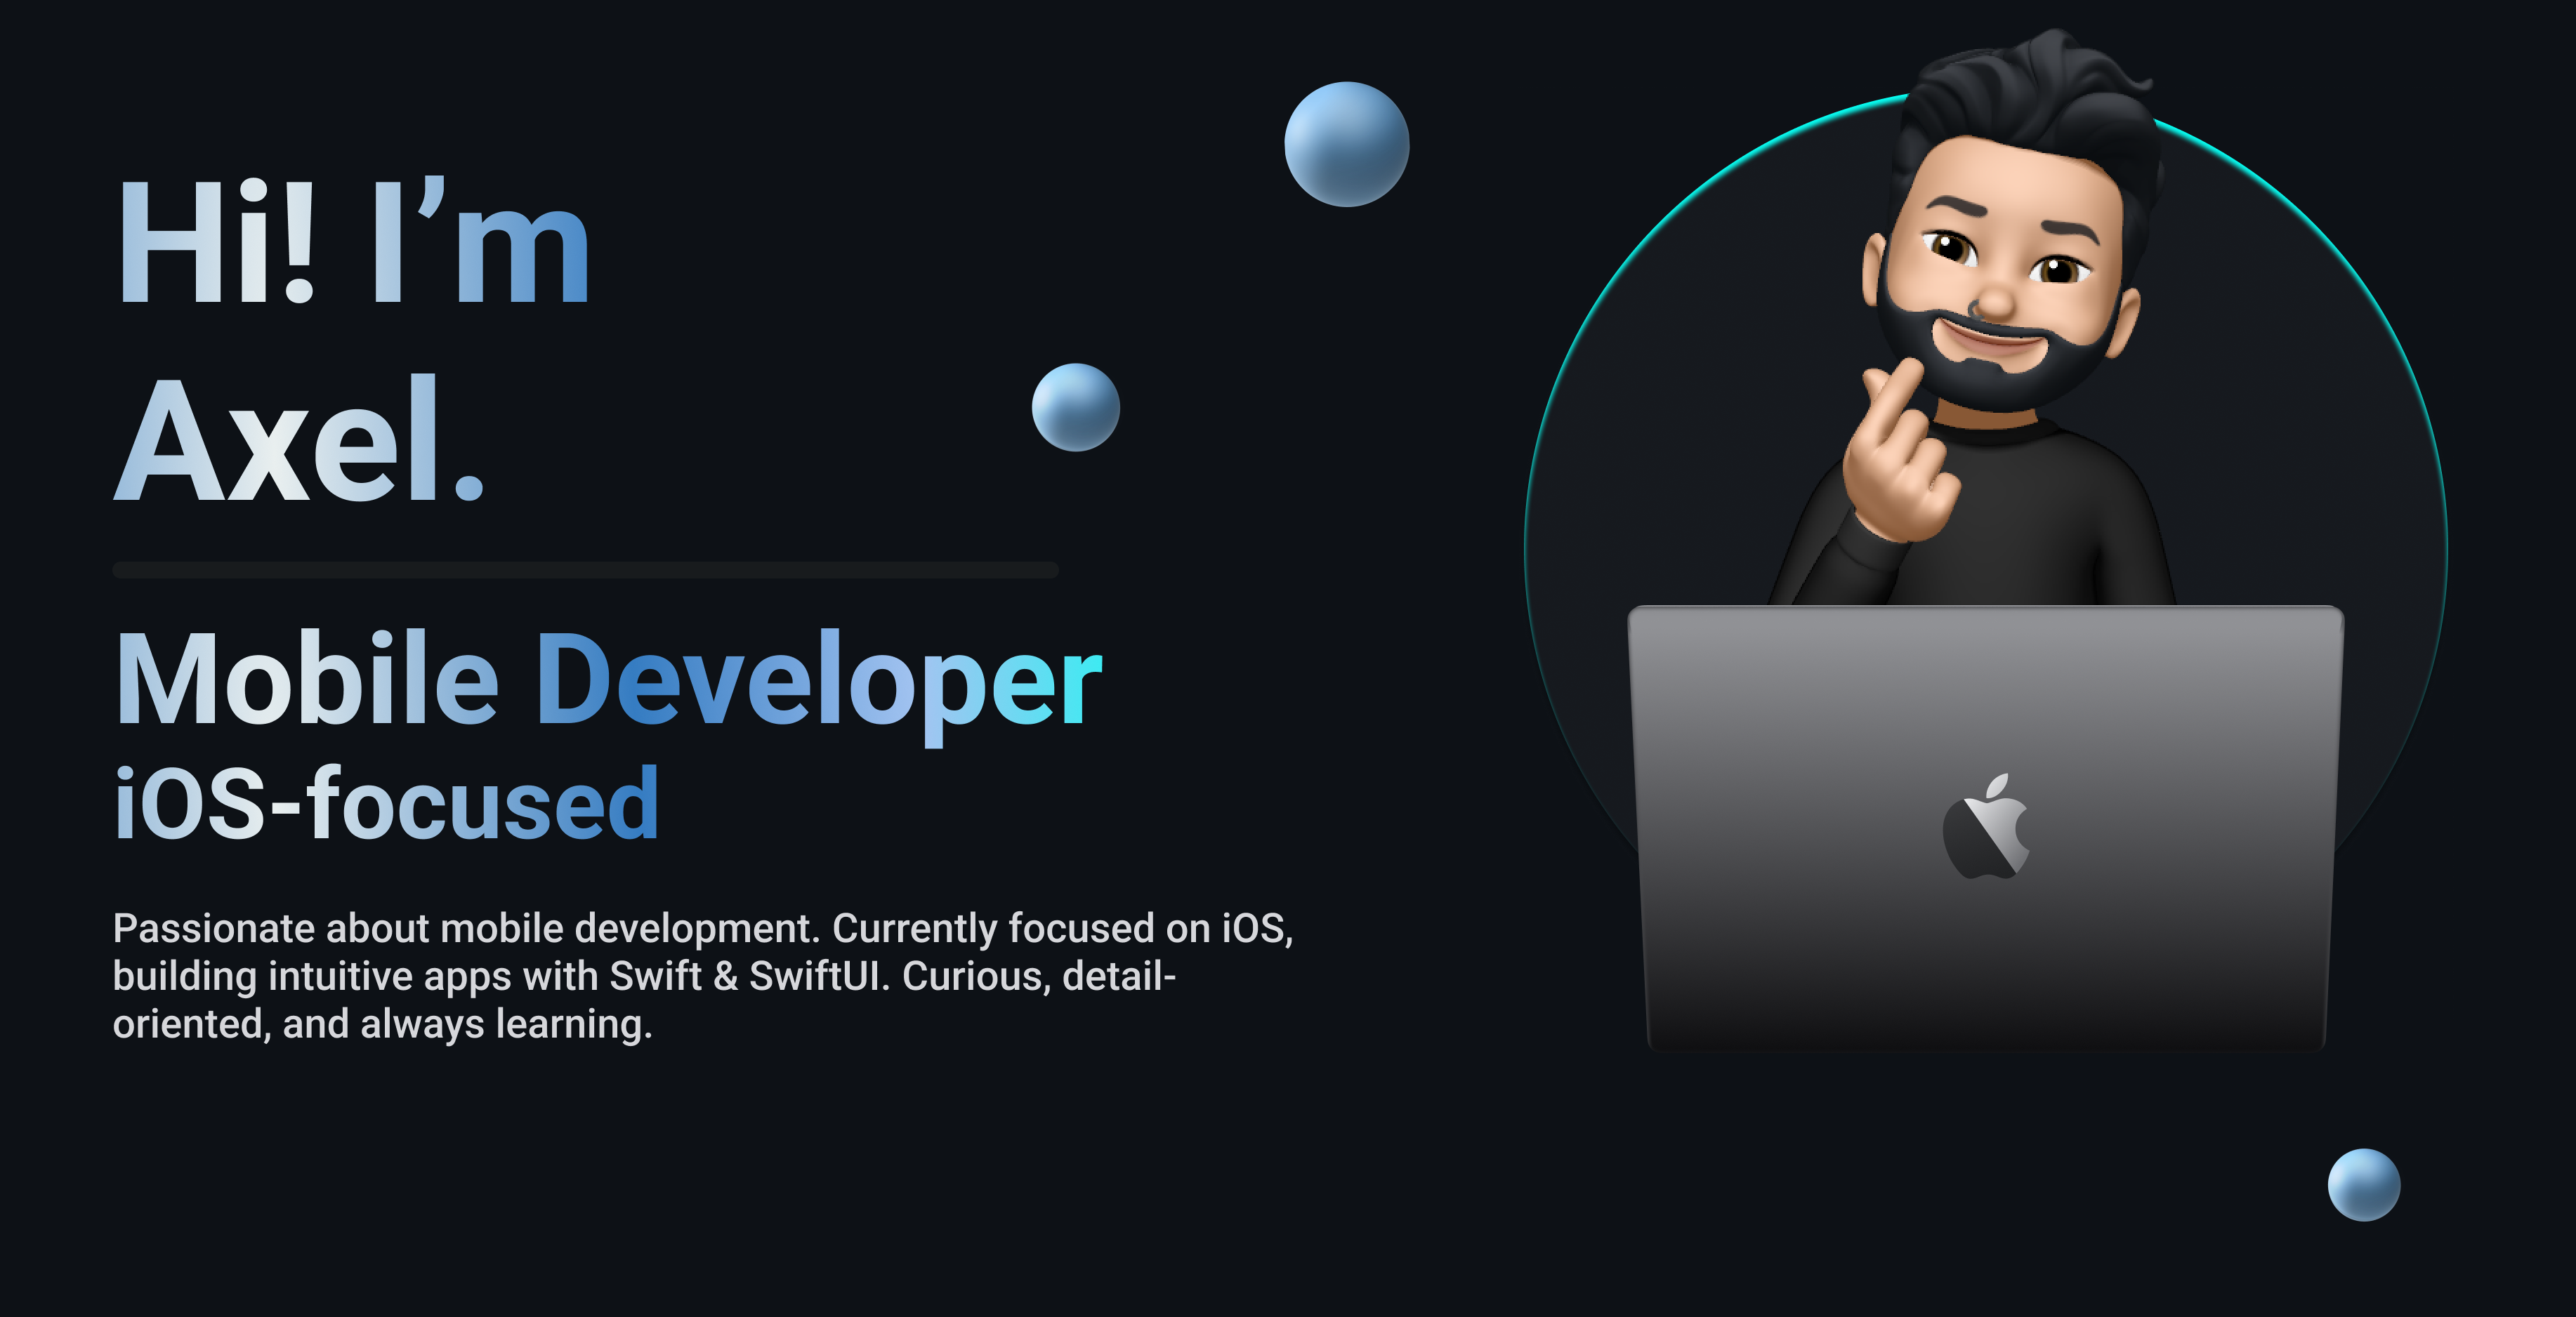 Hi! I’m
Axel.
Mobile Developer
iOS-focused
Passionate about mobile development. Currently focused on iOS,
building intuitive apps with Swift & SwiftUI. Curious, detail-
oriented, and always learning.